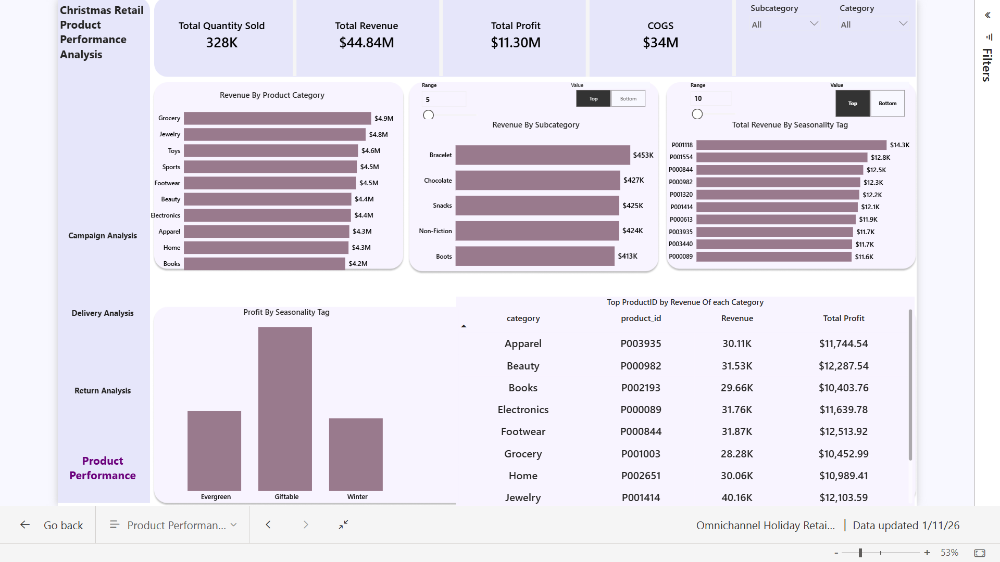 Christmas Retail
Product
Performance
Analysis
Total Quantity Sold
328K
Total Revenue
$44.84M
Total Profit
$11.30M
COGS
$34M
Subcategory
All
Category
All
Filters
Campaign Analysis
Delivery Analysis
Return Analysis
Product
Performance
Revenue By Product Category
Grocery $4.9M
Jewelry $4.8M
Toys $4.6M
Sports $4.5M
Footwear $4.5M
Beauty $4.4M
Electronics $4.4M
Apparel $4.3M
Home $4.3M
Books $4.2M
Range
5
Value
Top Bottom
Revenue By Subcategory
Bracelet $453K
Chocolate $427K
Snacks $425K
Non-Fiction $424K
Boots $413K
Range
10
Value
Top Bottom
Total Revenue By Seasonality Tag
P001118 $14.3K
P001554 $12.8K
P000844 $12.5K
P000982 $12.3K
P001320 $12.2K
P001414 $12.1K
P000613 $11.9K
P003935 $11.7K
P003440 $11.7K
P000089 $11.6K
Profit By Seasonality Tag
Evergreen Giftable Winter
Top ProductID by Revenue Of each Category
category product_id Revenue Total Profit
Apparel P003935 30.11K $11,744.54
Beauty P000982 31.53K $12,287.54
Books P002193 29.66K $10,403.76
Electronics P000089 31.76K $11,639.78
Footwear P000844 31.87K $12,513.92
Grocery P001003 28.28K $10,452.99
Home P002651 30.06K $10,989.41
Jewelry P001414 40.16K $12,103.59
Go back
Product Performan...
Omnichannel Holiday Retai... | Data updated 1/11/26
- + 53%